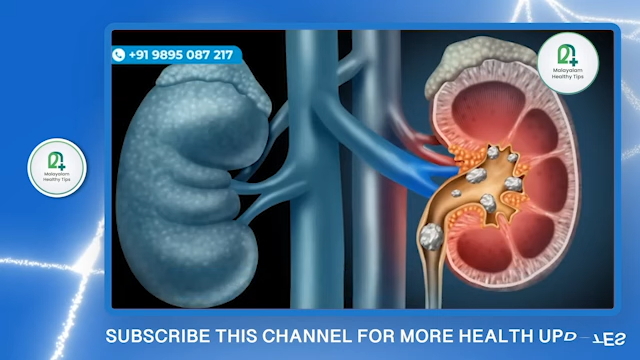 +91 9895 087 217
Malayalam
Healthy Tips
Malayalam
Healthy Tips
SUBSCRIBE THIS CHANNEL FOR MORE HEALTH